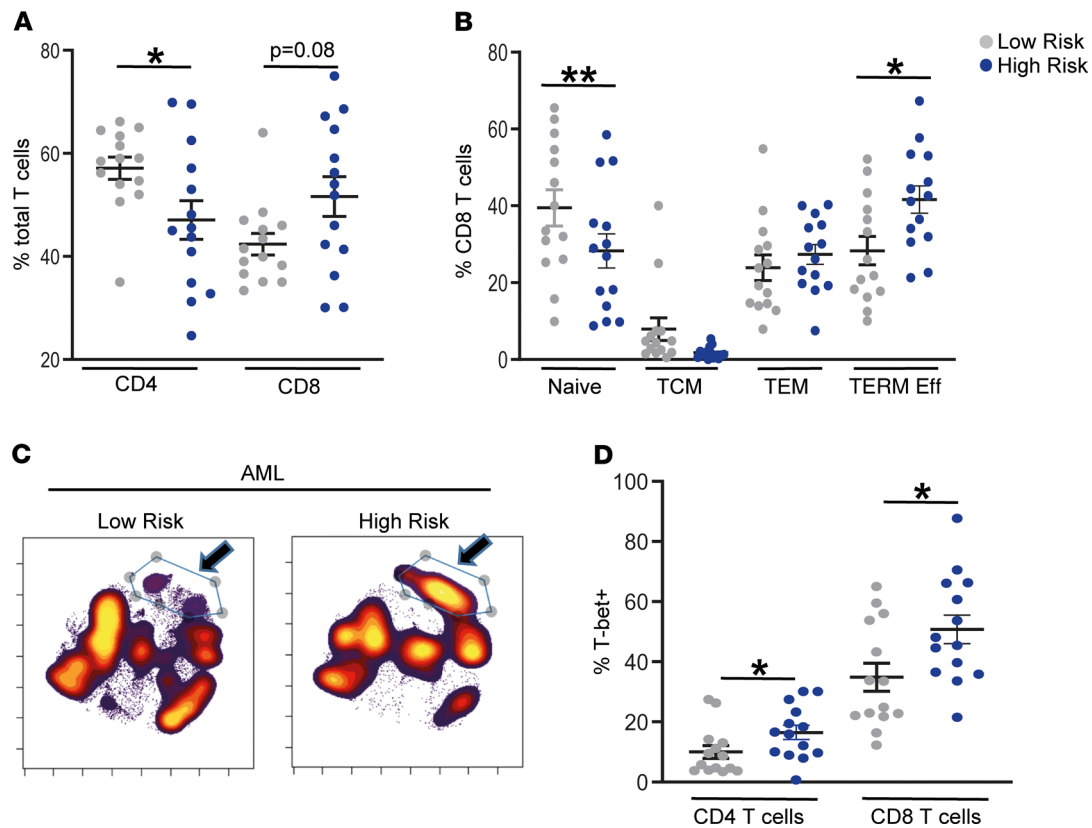 A
% total T cells
80
60
40
20
*
p=0.08
CD4
CD8
B
% CD8 T cells
80
60
40
20
0
**
*
Naive
TCM
TEM
TERM Eff
Low Risk
High Risk
C
AML
Low Risk
High Risk
D
% T-bet+
100
80
60
40
20
0
*
*
CD4 T cells
CD8 T cells